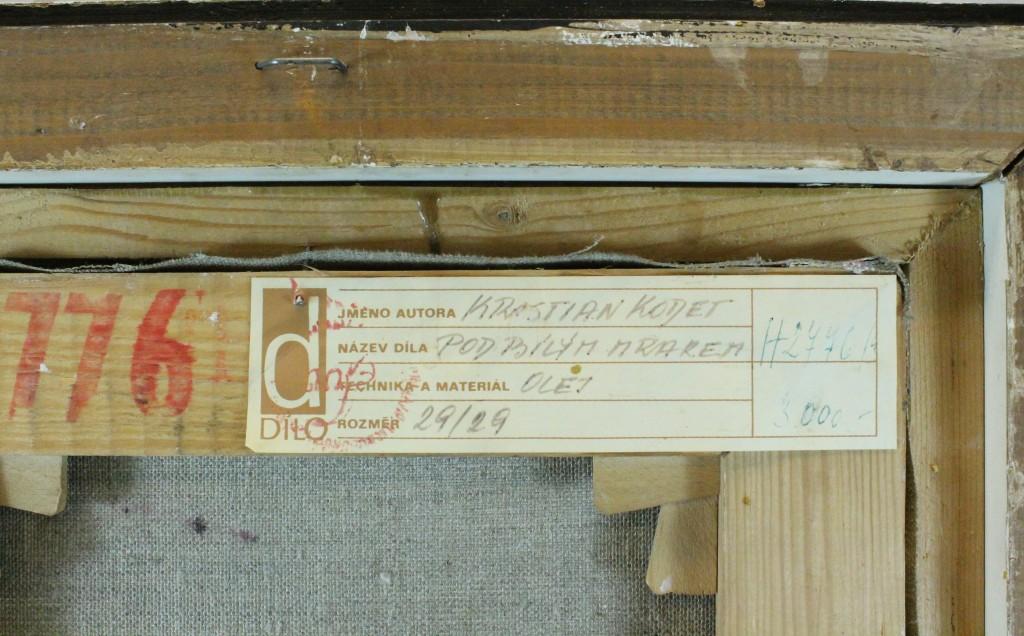 776
d
DÍLO
JMÉNO AUTORA KRISTIAN KODET
NÁZEV DÍLA POD BÍLÝM MRAKEM
TECHNIKA A MATERIÁL OLEJ
ROZMĚR 29/29
3.000-